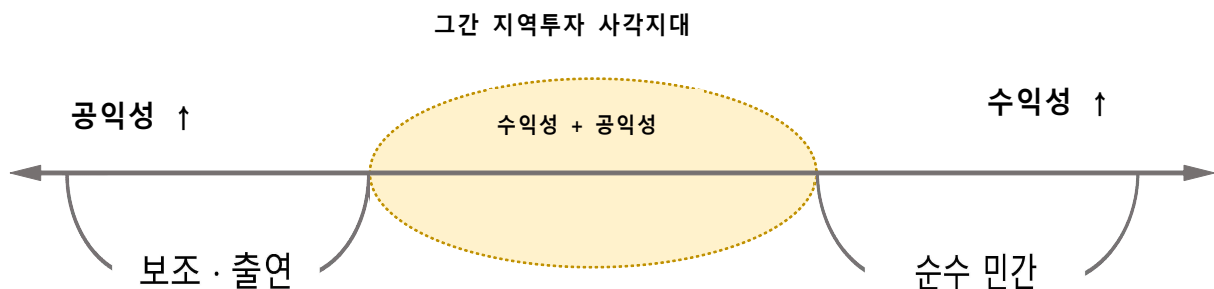 그간 지역투자 사각지대
공익성 ↑
수익성 + 공익성
수익성 ↑
보조 · 출연
순수 민간